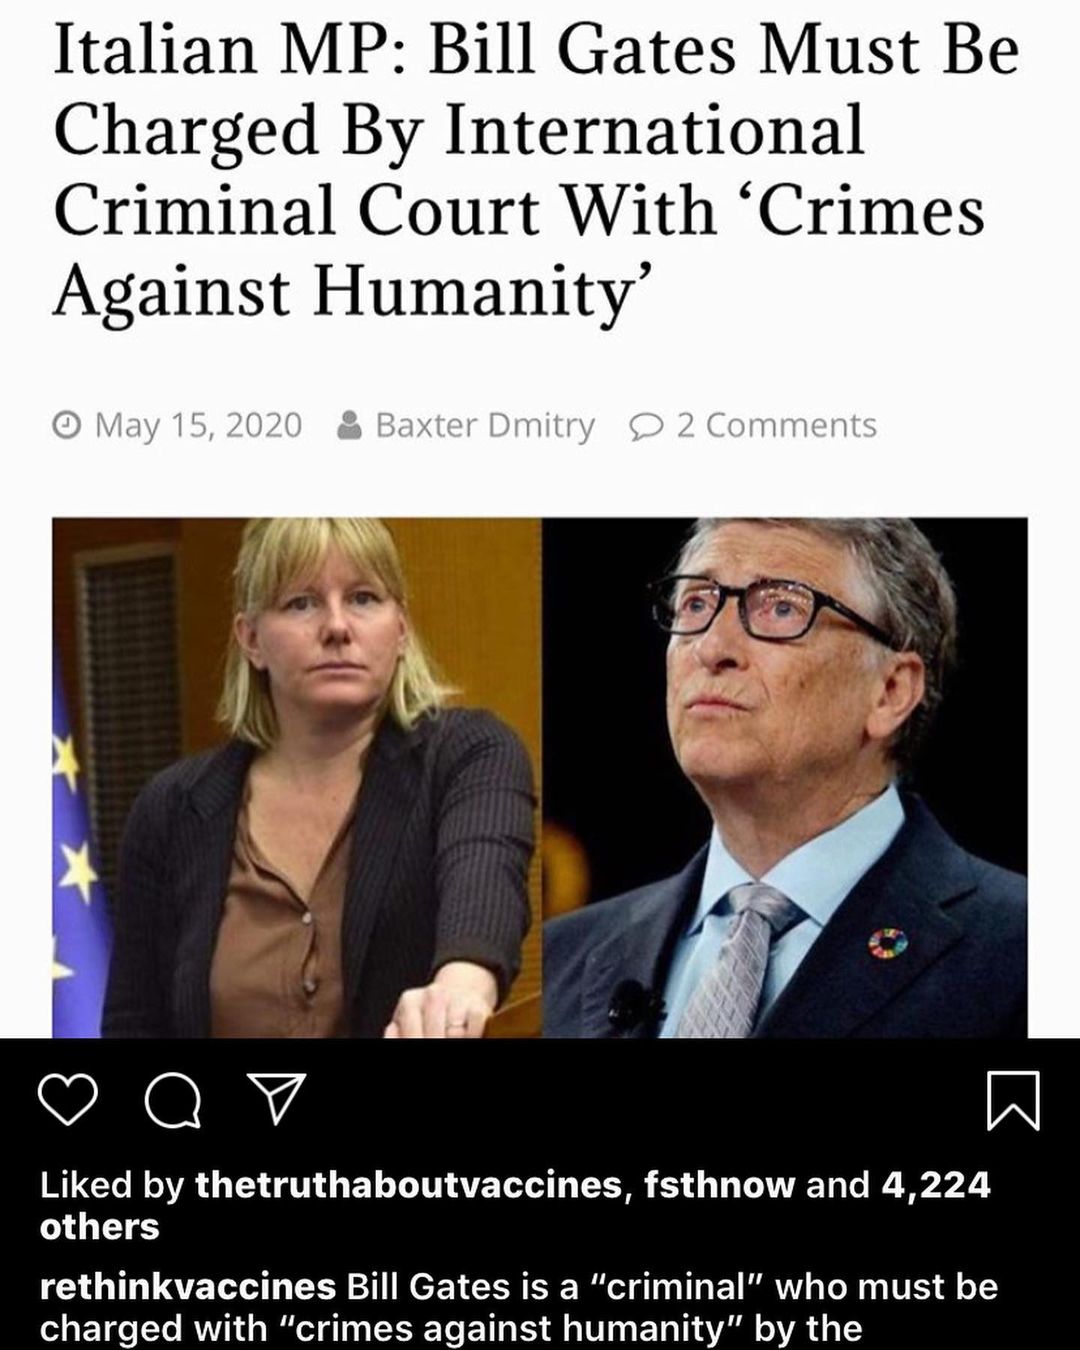 Italian MP: Bill Gates Must Be
Charged By International
Criminal Court With ‘Crimes
Against Humanity’
May 15, 2020 Baxter Dmitry 2 Comments
Liked by thetruthaboutvaccines, fsthnow and 4,224
others
rethinkvaccines Bill Gates is a “criminal” who must be
charged with “crimes against humanity” by the